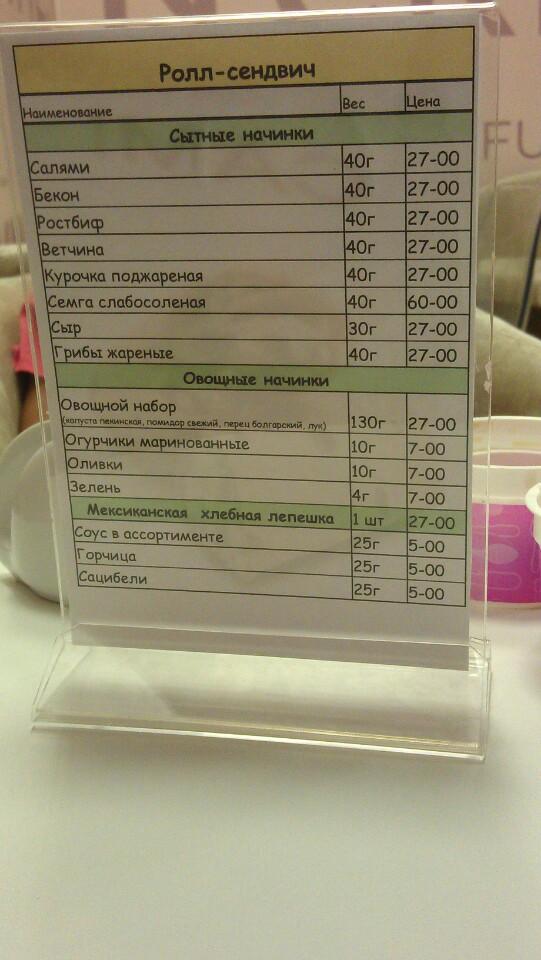 Ролл-сендвич
Наименование Вес Цена
Сытные начинки
Салями 40г 27-00
Бекон 40г 27-00
Ростбиф 40г 27-00
Ветчина 40г 27-00
Курочка поджареная 40г 27-00
Семга слабосоленая 40г 60-00
Сыр 30г 27-00
Грибы жареные 40г 27-00
Овощные начинки
Овощной набор
(капуста пекинская, помидор свежий, перец болгарский, лук) 130г 27-00
Огурчики маринованные 10г 7-00
Оливки 10г 7-00
Зелень 4г 7-00
Мексиканская хлебная лепешка 1 шт 27-00
Соус в ассортименте 25г 5-00
Горчица 25г 5-00
Сацибели 25г 5-00